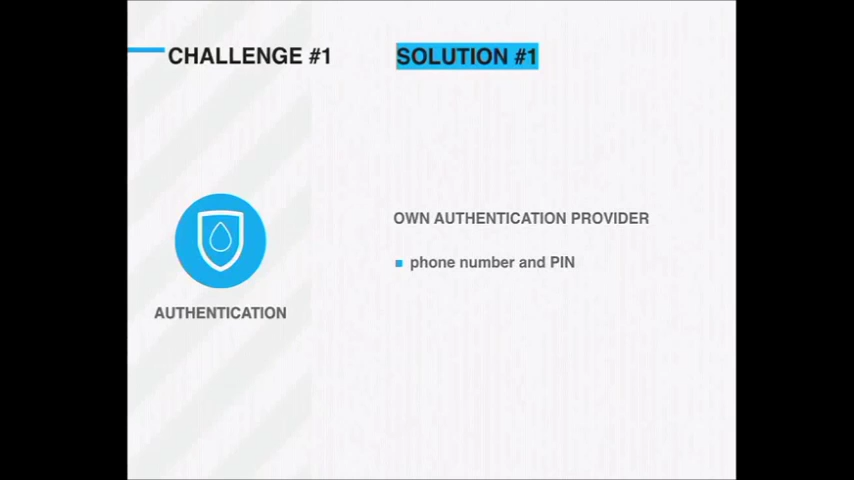 CHALLENGE #1
SOLUTION #1
AUTHENTICATION
OWN AUTHENTICATION PROVIDER
phone number and PIN